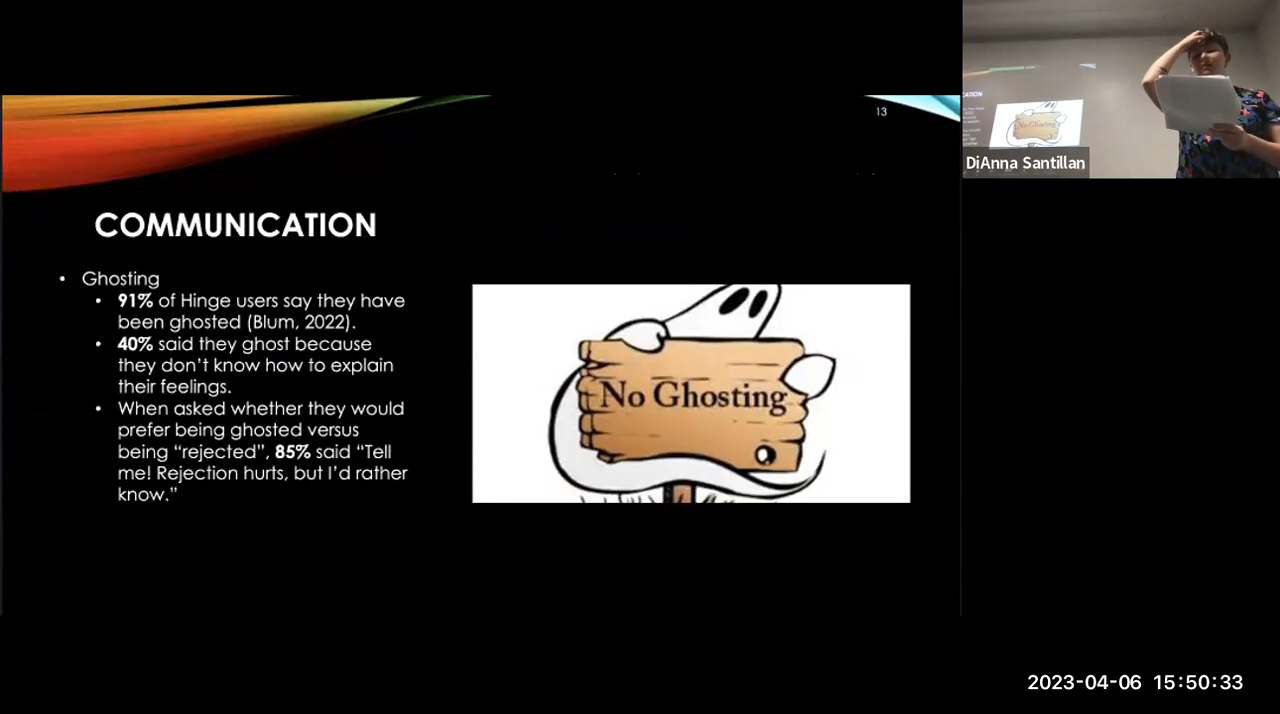 13
COMMUNICATION
• Ghosting
• 91% of Hinge users say they have
been ghosted (Blum, 2022).
• 40% said they ghost because
they don’t know how to explain
their feelings.
• When asked whether they would
prefer being ghosted versus
being “rejected”, 85% said “Tell
me! Rejection hurts, but I’d rather
know.”
No Ghosting
No Ghosting
DiAnna Santillan
2023-04-06 15:50:33